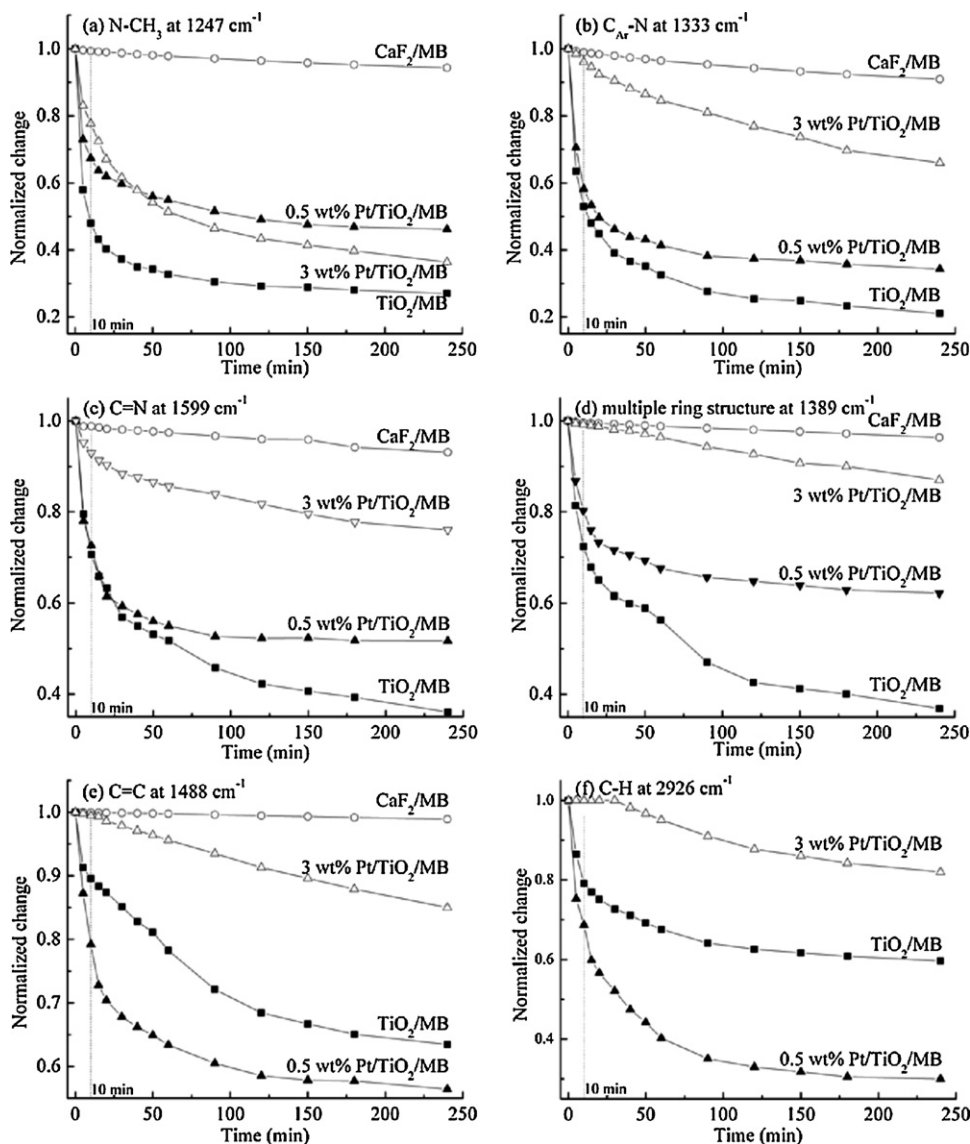 (a) N-CH₃ at 1247 cm⁻¹
CaF₂/MB
0.5 wt% Pt/TiO₂/MB
3 wt% Pt/TiO₂/MB
TiO₂/MB
10 min
Normalized change
1.0
0.8
0.6
0.4
0.2
0 50 100 150 200 250
Time (min)
(b) C_Ar-N at 1333 cm⁻¹
CaF₂/MB
3 wt% Pt/TiO₂/MB
0.5 wt% Pt/TiO₂/MB
TiO₂/MB
10 min
Normalized change
1.0
0.8
0.6
0.4
0.2
0 50 100 150 200 250
Time (min)
(c) C=N at 1599 cm⁻¹
CaF₂/MB
3 wt% Pt/TiO₂/MB
0.5 wt% Pt/TiO₂/MB
TiO₂/MB
10 min
Normalized change
1.0
0.8
0.6
0.4
0 50 100 150 200 250
Time (min)
(d) multiple ring structure at 1389 cm⁻¹
CaF₂/MB
3 wt% Pt/TiO₂/MB
0.5 wt% Pt/TiO₂/MB
TiO₂/MB
10 min
Normalized change
1.0
0.8
0.6
0.4
0 50 100 150 200 250
Time (min)
(e) C=C at 1488 cm⁻¹
CaF₂/MB
3 wt% Pt/TiO₂/MB
TiO₂/MB
0.5 wt% Pt/TiO₂/MB
10 min
Normalized change
1.0
0.9
0.8
0.7
0.6
0 50 100 150 200 250
Time (min)
(f) C-H at 2926 cm⁻¹
3 wt% Pt/TiO₂/MB
TiO₂/MB
0.5 wt% Pt/TiO₂/MB
10 min
Normalized change
1.0
0.8
0.6
0.4
0 50 100 150 200 250
Time (min)